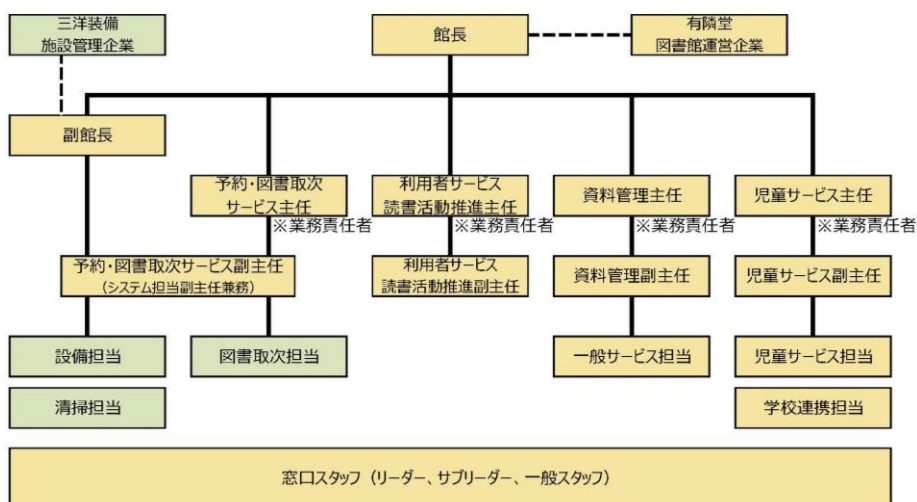 三洋装備
施設管理企業
館長
有隣堂
図書館運営企業
副館長
予約・図書取次
サービス主任
※業務責任者
利用者サービス
読書活動推進主任
※業務責任者
資料管理主任
※業務責任者
児童サービス主任
※業務責任者
予約・図書取次サービス副主任
(システム担当副主任兼務)
利用者サービス
読書活動推進副主任
資料管理副主任
児童サービス副主任
設備担当
図書取次担当
一般サービス担当
児童サービス担当
清掃担当
学校連携担当
窓口スタッフ (リーダー、サブリーダー、一般スタッフ)